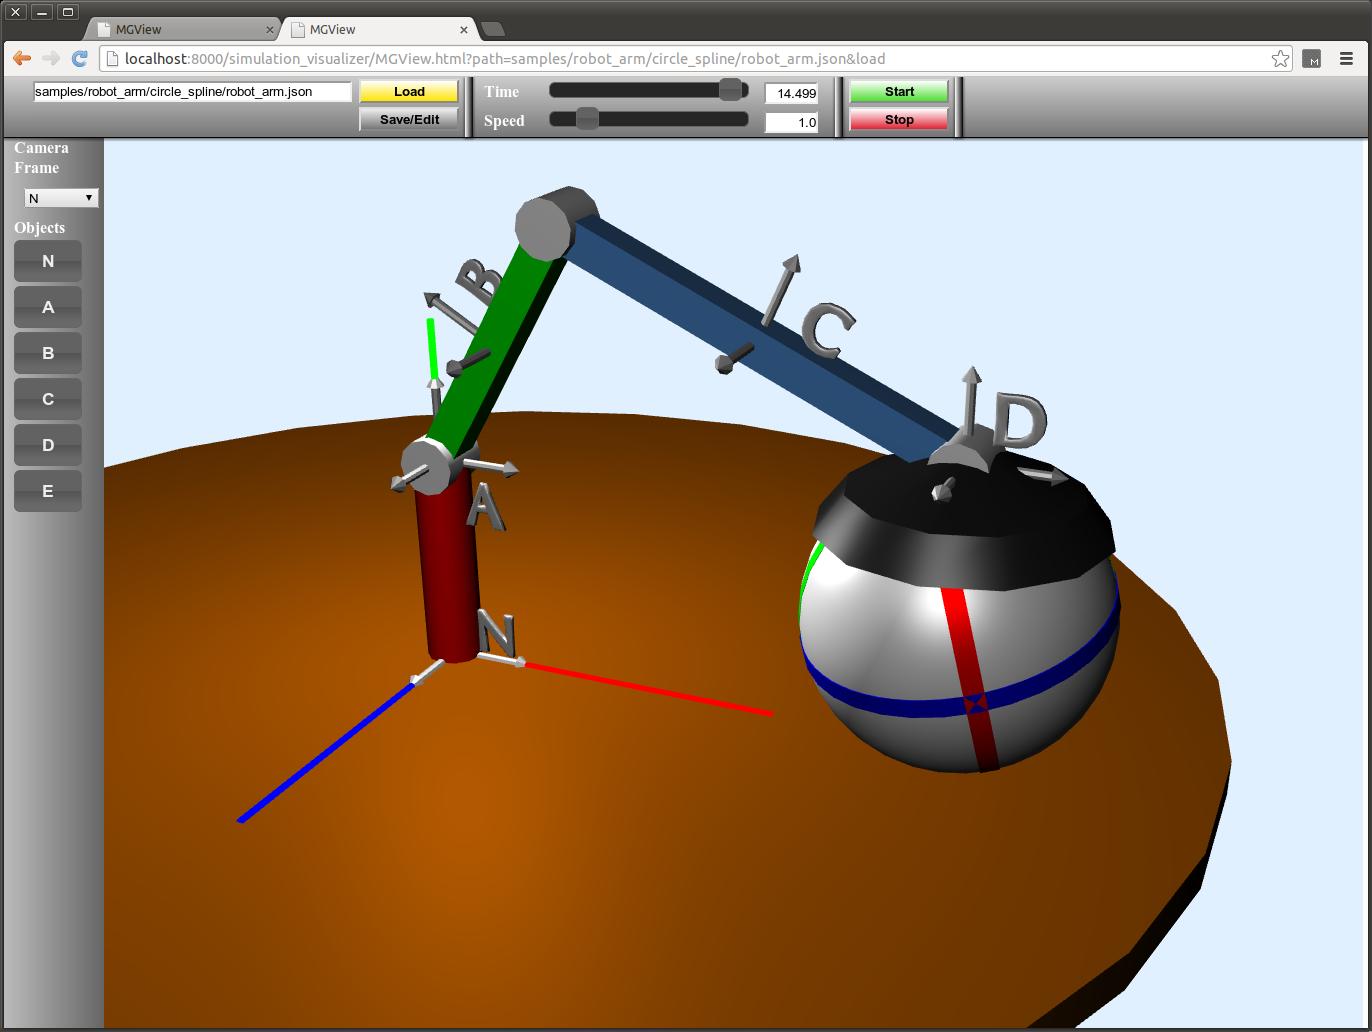 MGView
MGView
localhost:8000/simulation_visualizer/MGView.html?path=samples/robot_arm/circle_spline/robot_arm.json&load
M
samples/robot_arm/circle_spline/robot_arm.json
Load
Time
14.499
Start
Save/Edit
Speed
1.0
Stop
Camera
Frame
N
Objects
N
A
B
C
D
E
B
C
D
A
N